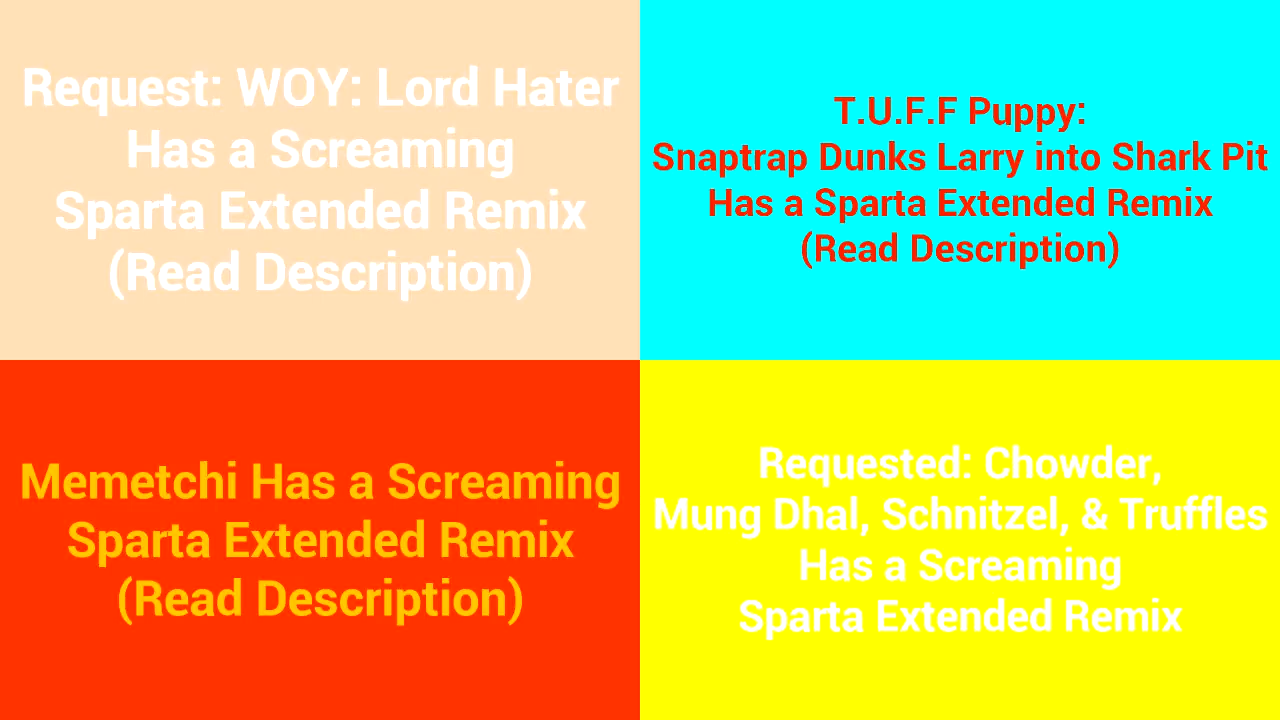 Request: WOY: Lord Hater
Has a Screaming
Sparta Extended Remix
(Read Description)
T.U.F.F Puppy:
Snaptrap Dunks Larry into Shark Pit
Has a Sparta Extended Remix
(Read Description)
Memetchi Has a Screaming
Sparta Extended Remix
(Read Description)
Requested: Chowder,
Mung Dhal, Schnitzel, & Truffles
Has a Screaming
Sparta Extended Remix